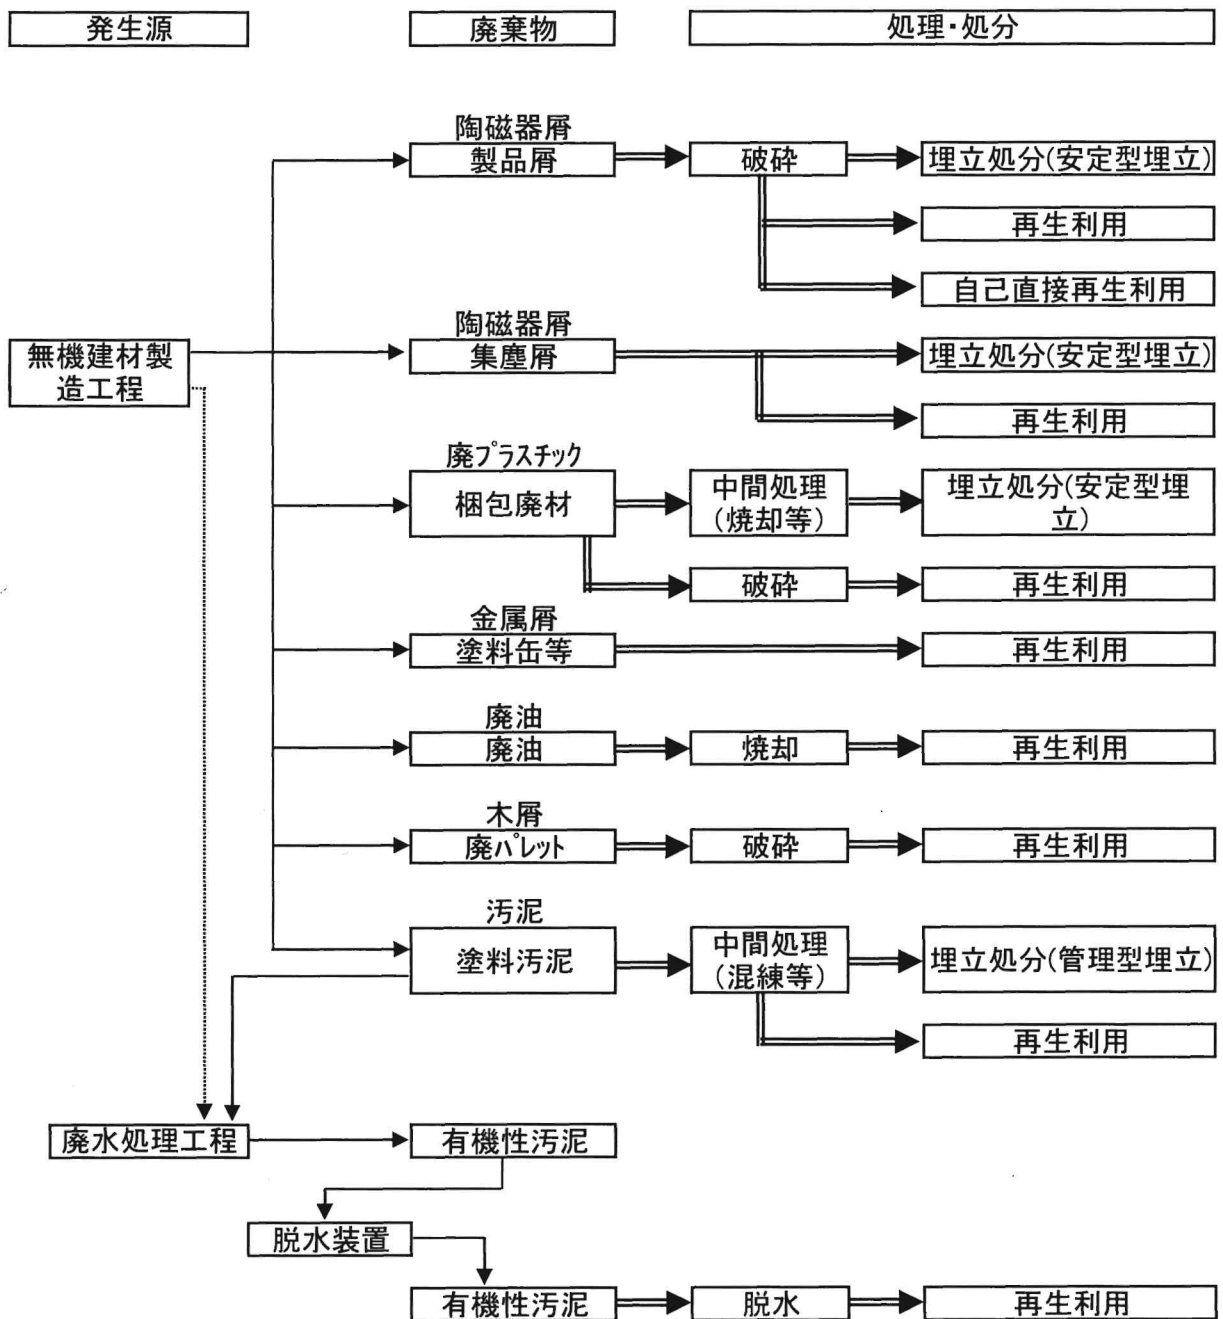 発生源
廃棄物
処理・処分
陶磁器屑
製品屑
破砕
埋立処分(安定型埋立)
再生利用
自己直接再生利用
無機建材製
造工程
陶磁器屑
集塵屑
埋立処分(安定型埋立)
再生利用
廃プラスチック
梱包廃材
中間処理
(焼却等)
埋立処分(安定型埋
立)
破砕
再生利用
金属屑
塗料缶等
再生利用
廃油
廃油
焼却
再生利用
木屑
廃パレット
破砕
再生利用
汚泥
塗料汚泥
中間処理
(混練等)
埋立処分(管理型埋立)
再生利用
廃水処理工程
有機性汚泥
脱水装置
有機性汚泥
脱水
再生利用